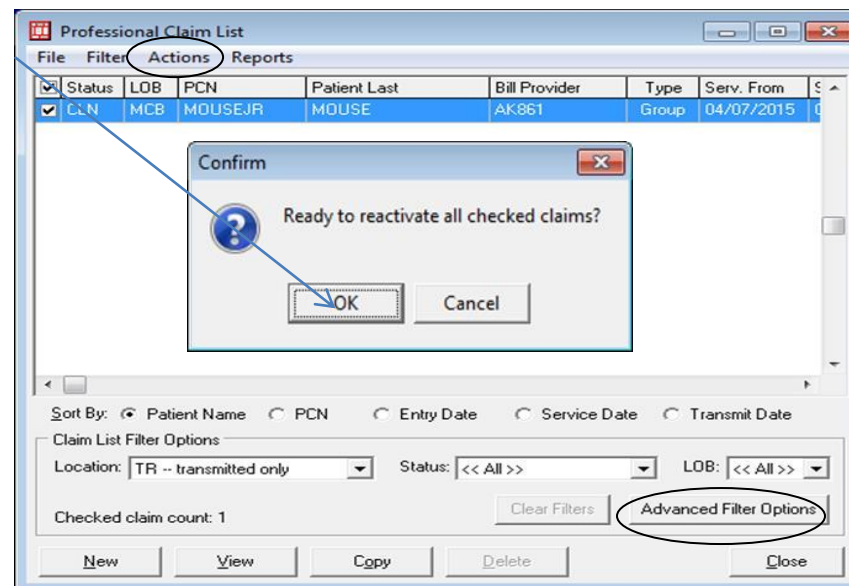 Professional Claim List
File Filter Actions Reports
Status LOB PCN Patient Last Bill Provider Type Serv. From S
CLN MCB MOUSEJR MOUSE AK861 Group 04/07/2015 0
Confirm
Ready to reactivate all checked claims?
OK Cancel
Sort By: Patient Name PCN Entry Date Service Date Transmit Date
Claim List Filter Options
Location: TR -- transmitted only Status: << All >> LOB: << All >>
Checked claim count: 1 Clear Filters Advanced Filter Options
New View Copy Delete Close